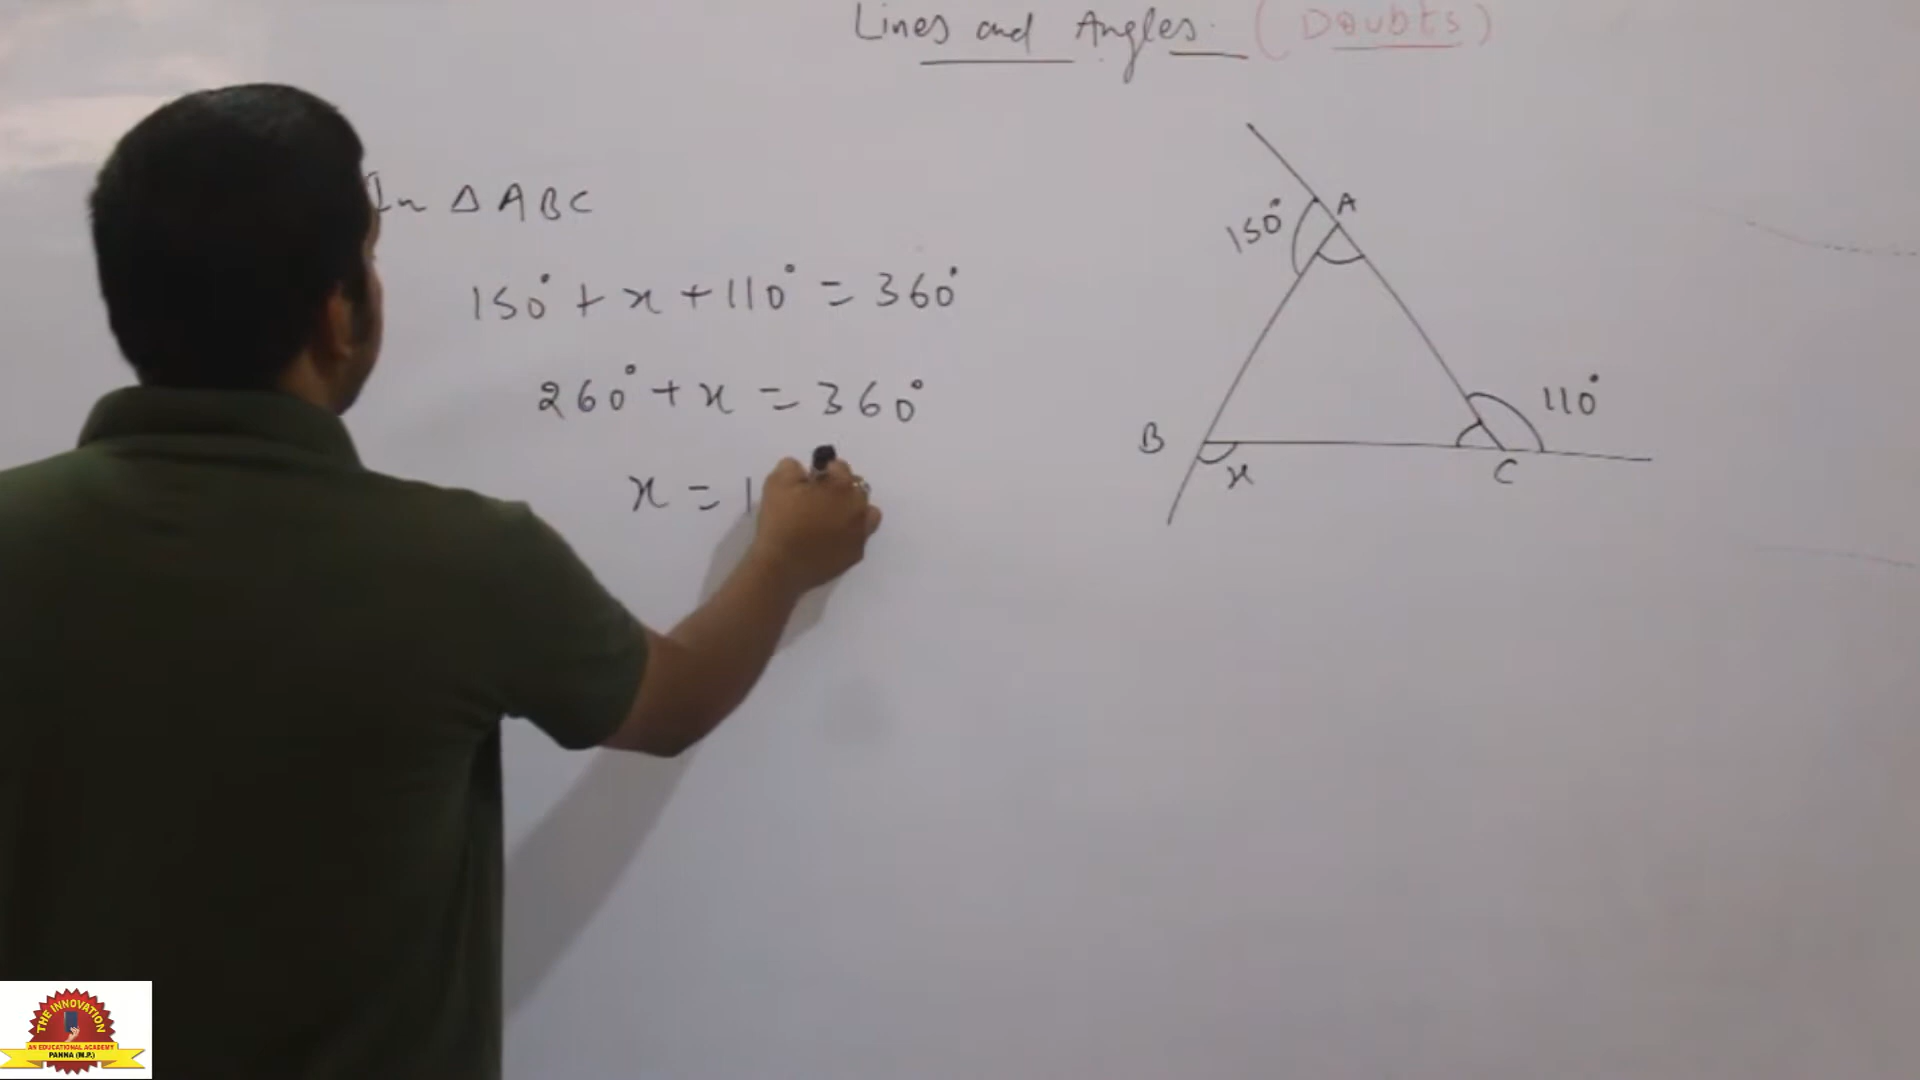 Lines and Angles. (Doubts)
In △ABC
150° + x + 110° = 360°
260° + x = 360°
x = 1
A
150°
110°
B
x
C
THE INNOVATION
AN EDUCATIONAL ACADEMY
PANNA (M.P.)